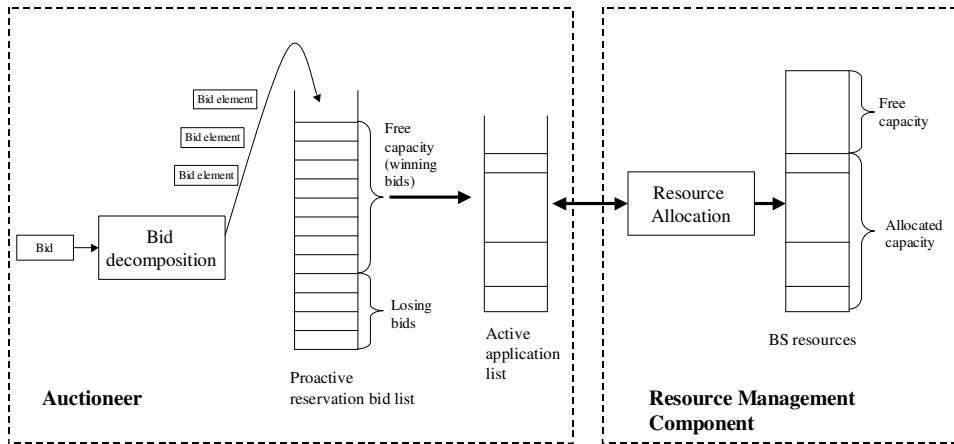 Bid element
Bid element
Bid element
Bid
Bid
decomposition
Free
capacity
(winning
bids)
Losing
bids
Proactive
reservation bid list
Active
application
list
Auctioneer
Resource
Allocation
Free
capacity
Allocated
capacity
BS resources
Resource Management
Component